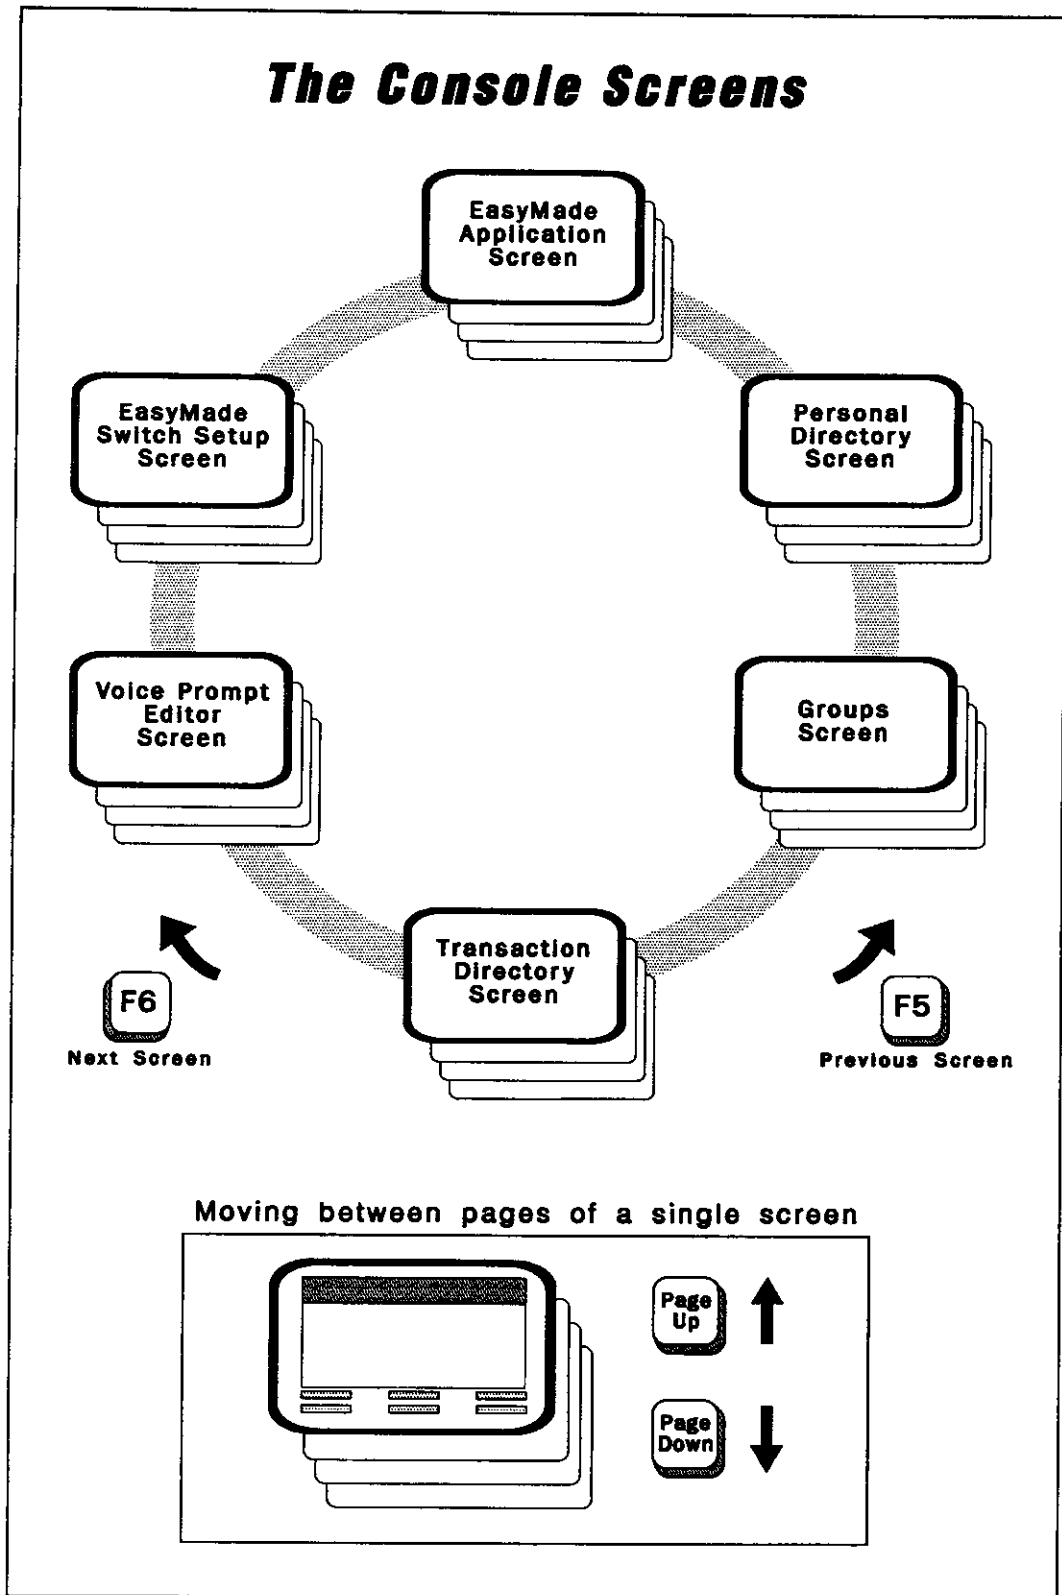 The Console Screens
EasyMade
Application
Screen
EasyMade
Switch Setup
Screen
Personal
Directory
Screen
Voice Prompt
Editor
Screen
Groups
Screen
Transaction
Directory
Screen
F6
Next Screen
F5
Previous Screen
Moving between pages of a single screen
Page
Up
Page
Down